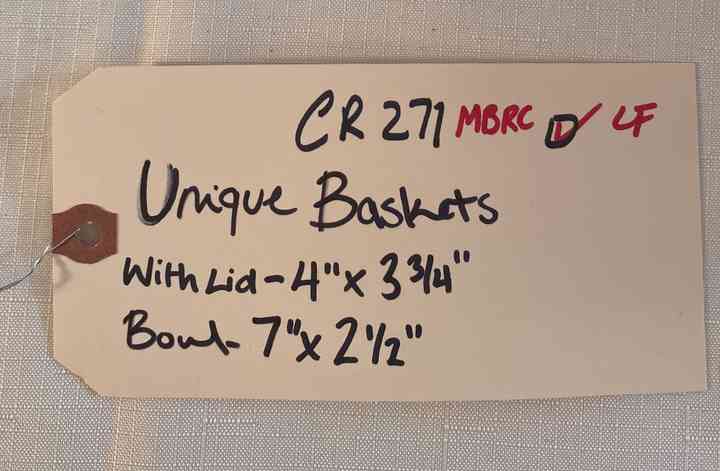 CR 271 MBRC D✓ LF
Unique Baskets
With Lid - 4" x 3 3/4"
Bowl - 7" x 2 1/2"